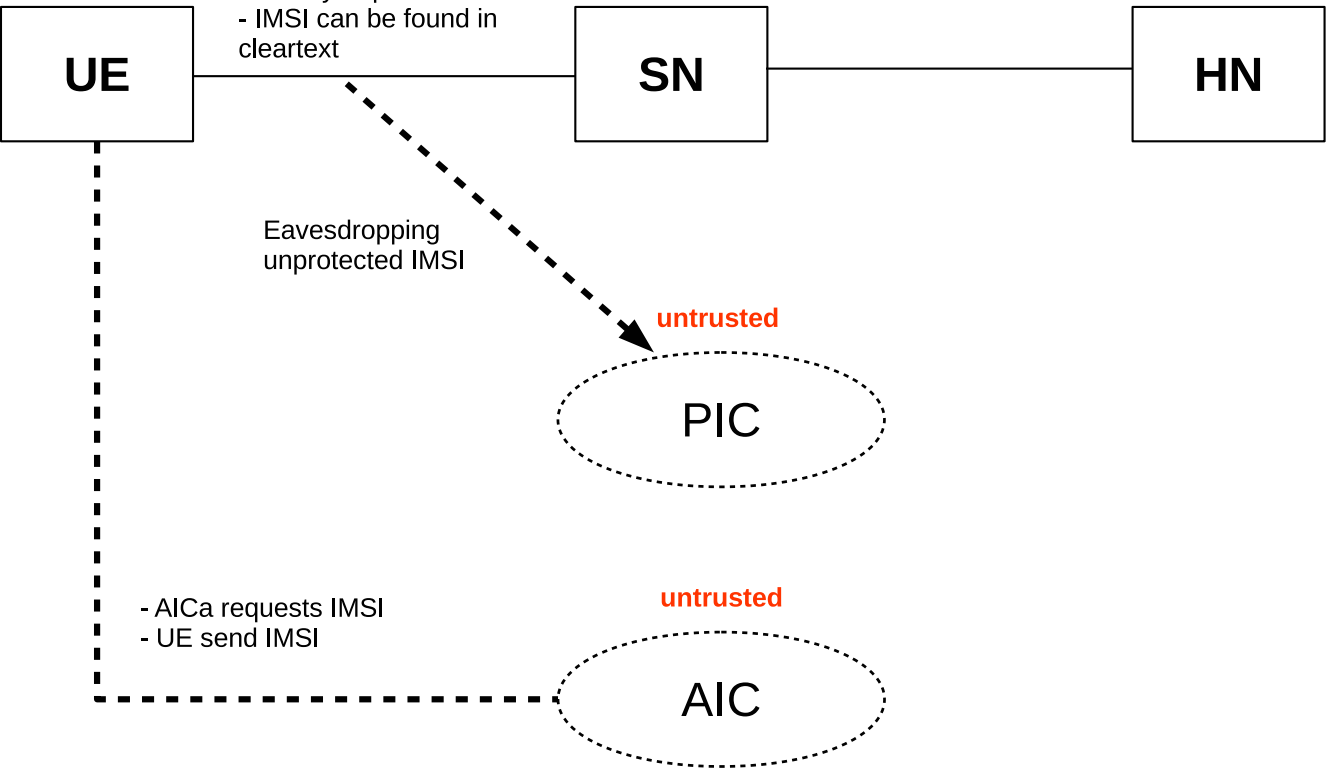 - IMSI can be found in
cleartext
UE
SN
HN
Eavesdropping
unprotected IMSI
untrusted
PIC
- AICa requests IMSI
- UE send IMSI
untrusted
AIC